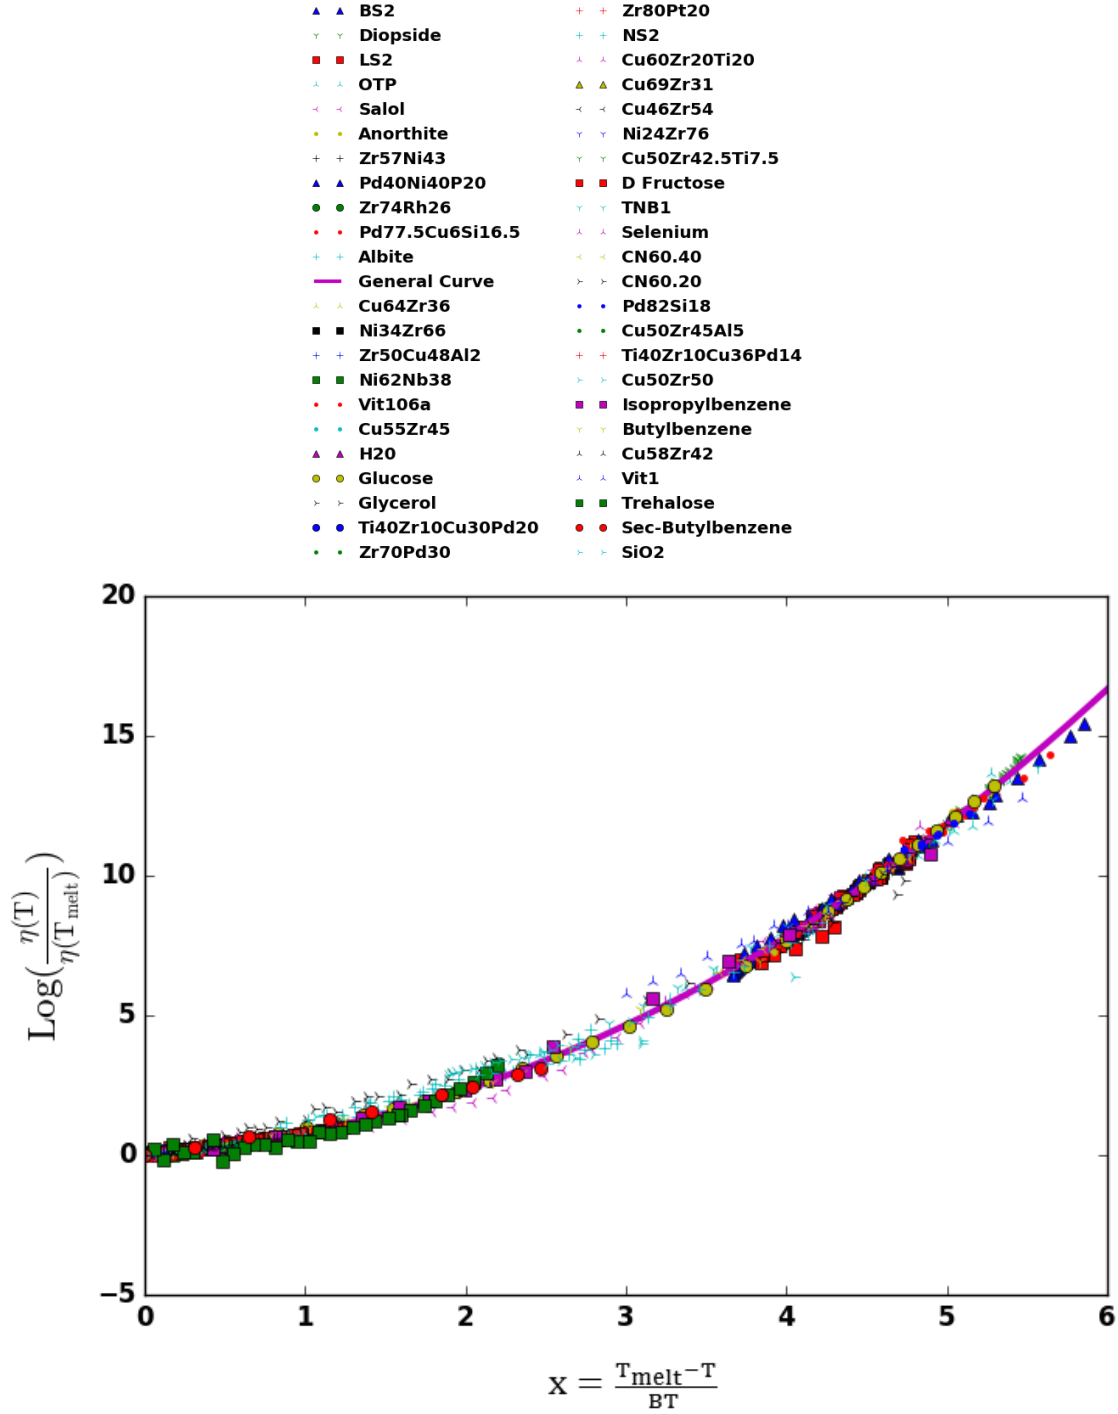 BS2
Diopside
LS2
OTP
Salol
Anorthite
Zr57Ni43
Pd40Ni40P20
Zr74Rh26
Pd77.5Cu6Si16.5
Albite
General Curve
Cu64Zr36
Ni34Zr66
Zr50Cu48Al2
Ni62Nb38
Vit106a
Cu55Zr45
H20
Glucose
Glycerol
Ti40Zr10Cu30Pd20
Zr70Pd30
Zr80Pt20
NS2
Cu60Zr20Ti20
Cu69Zr31
Cu46Zr54
Ni24Zr76
Cu50Zr42.5Ti7.5
D Fructose
TNB1
Selenium
CN60.40
CN60.20
Pd82Si18
Cu50Zr45Al5
Ti40Zr10Cu36Pd14
Cu50Zr50
Isopropylbenzene
Butylbenzene
Cu58Zr42
Vit1
Trehalose
Sec-Butylbenzene
SiO2
20
15
10
5
0
−5
Log(η(T)/η(Tmelt))
0 1 2 3 4 5 6
x = Tmelt−T/BT